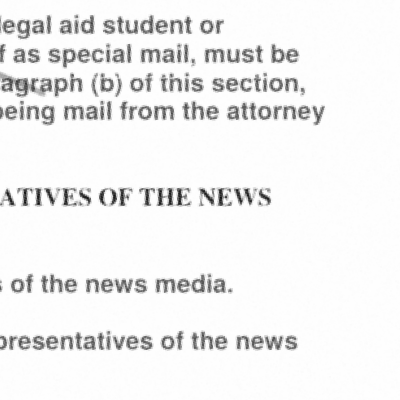 legal aid student or
f as special mail, must be
agraph (b) of this section,
being mail from the attorney
ATIVES OF THE NEWS
s of the news media.
presentatives of the news